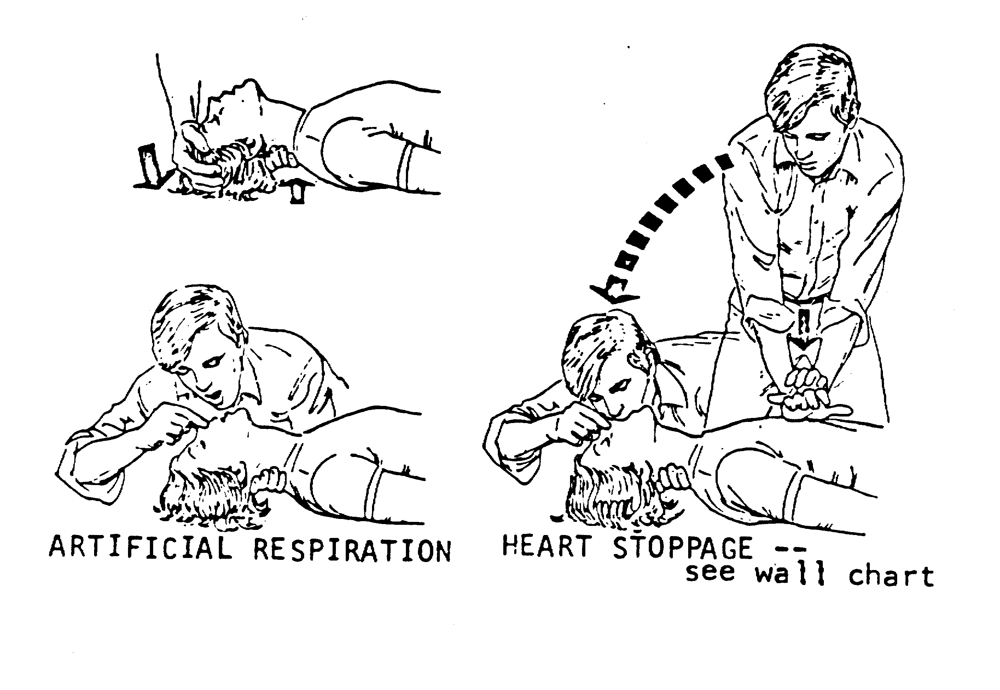 ARTIFICIAL RESPIRATION
HEART STOPPAGE --
see wall chart